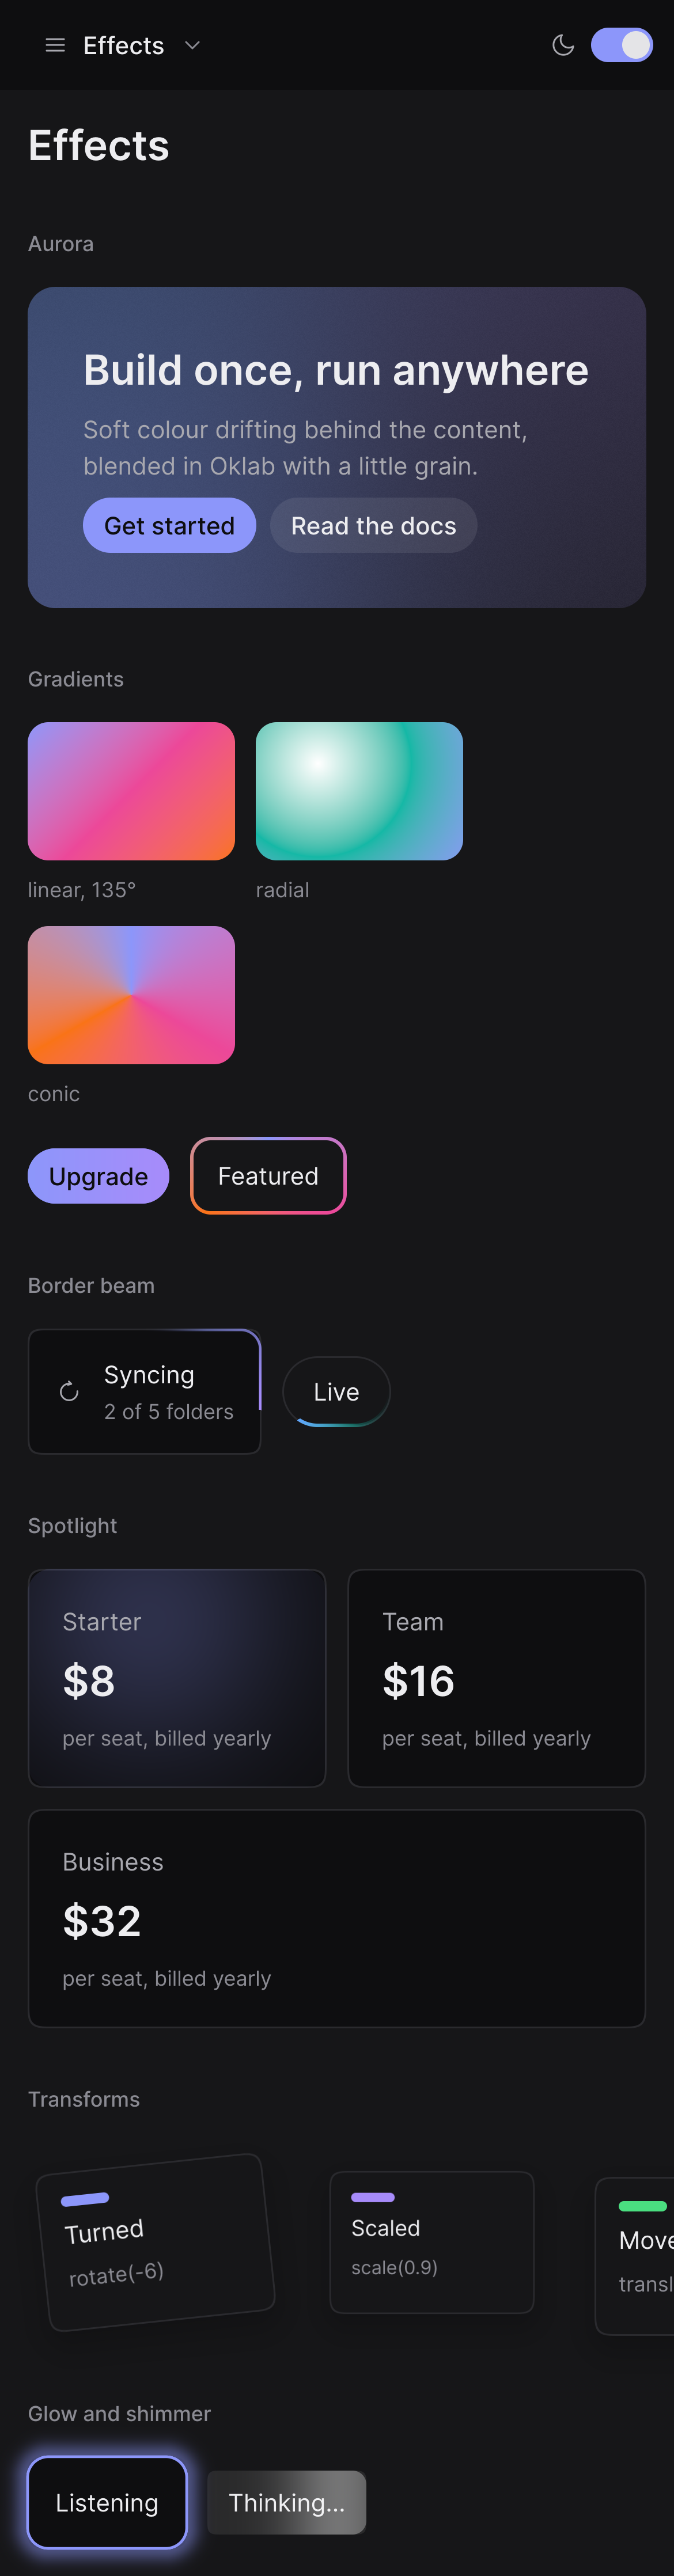 Effects
Effects
Aurora
Build once, run anywhere
Soft colour drifting behind the content,
blended in Oklab with a little grain.
Get started
Read the docs
Gradients
linear, 135°
radial
conic
Upgrade
Featured
Border beam
Syncing
2 of 5 folders
Live
Spotlight
Starter
$8
per seat, billed yearly
Team
$16
per seat, billed yearly
Business
$32
per seat, billed yearly
Transforms
Turned
rotate(-6)
Scaled
scale(0.9)
Move
transl
Glow and shimmer
Listening
Thinking...